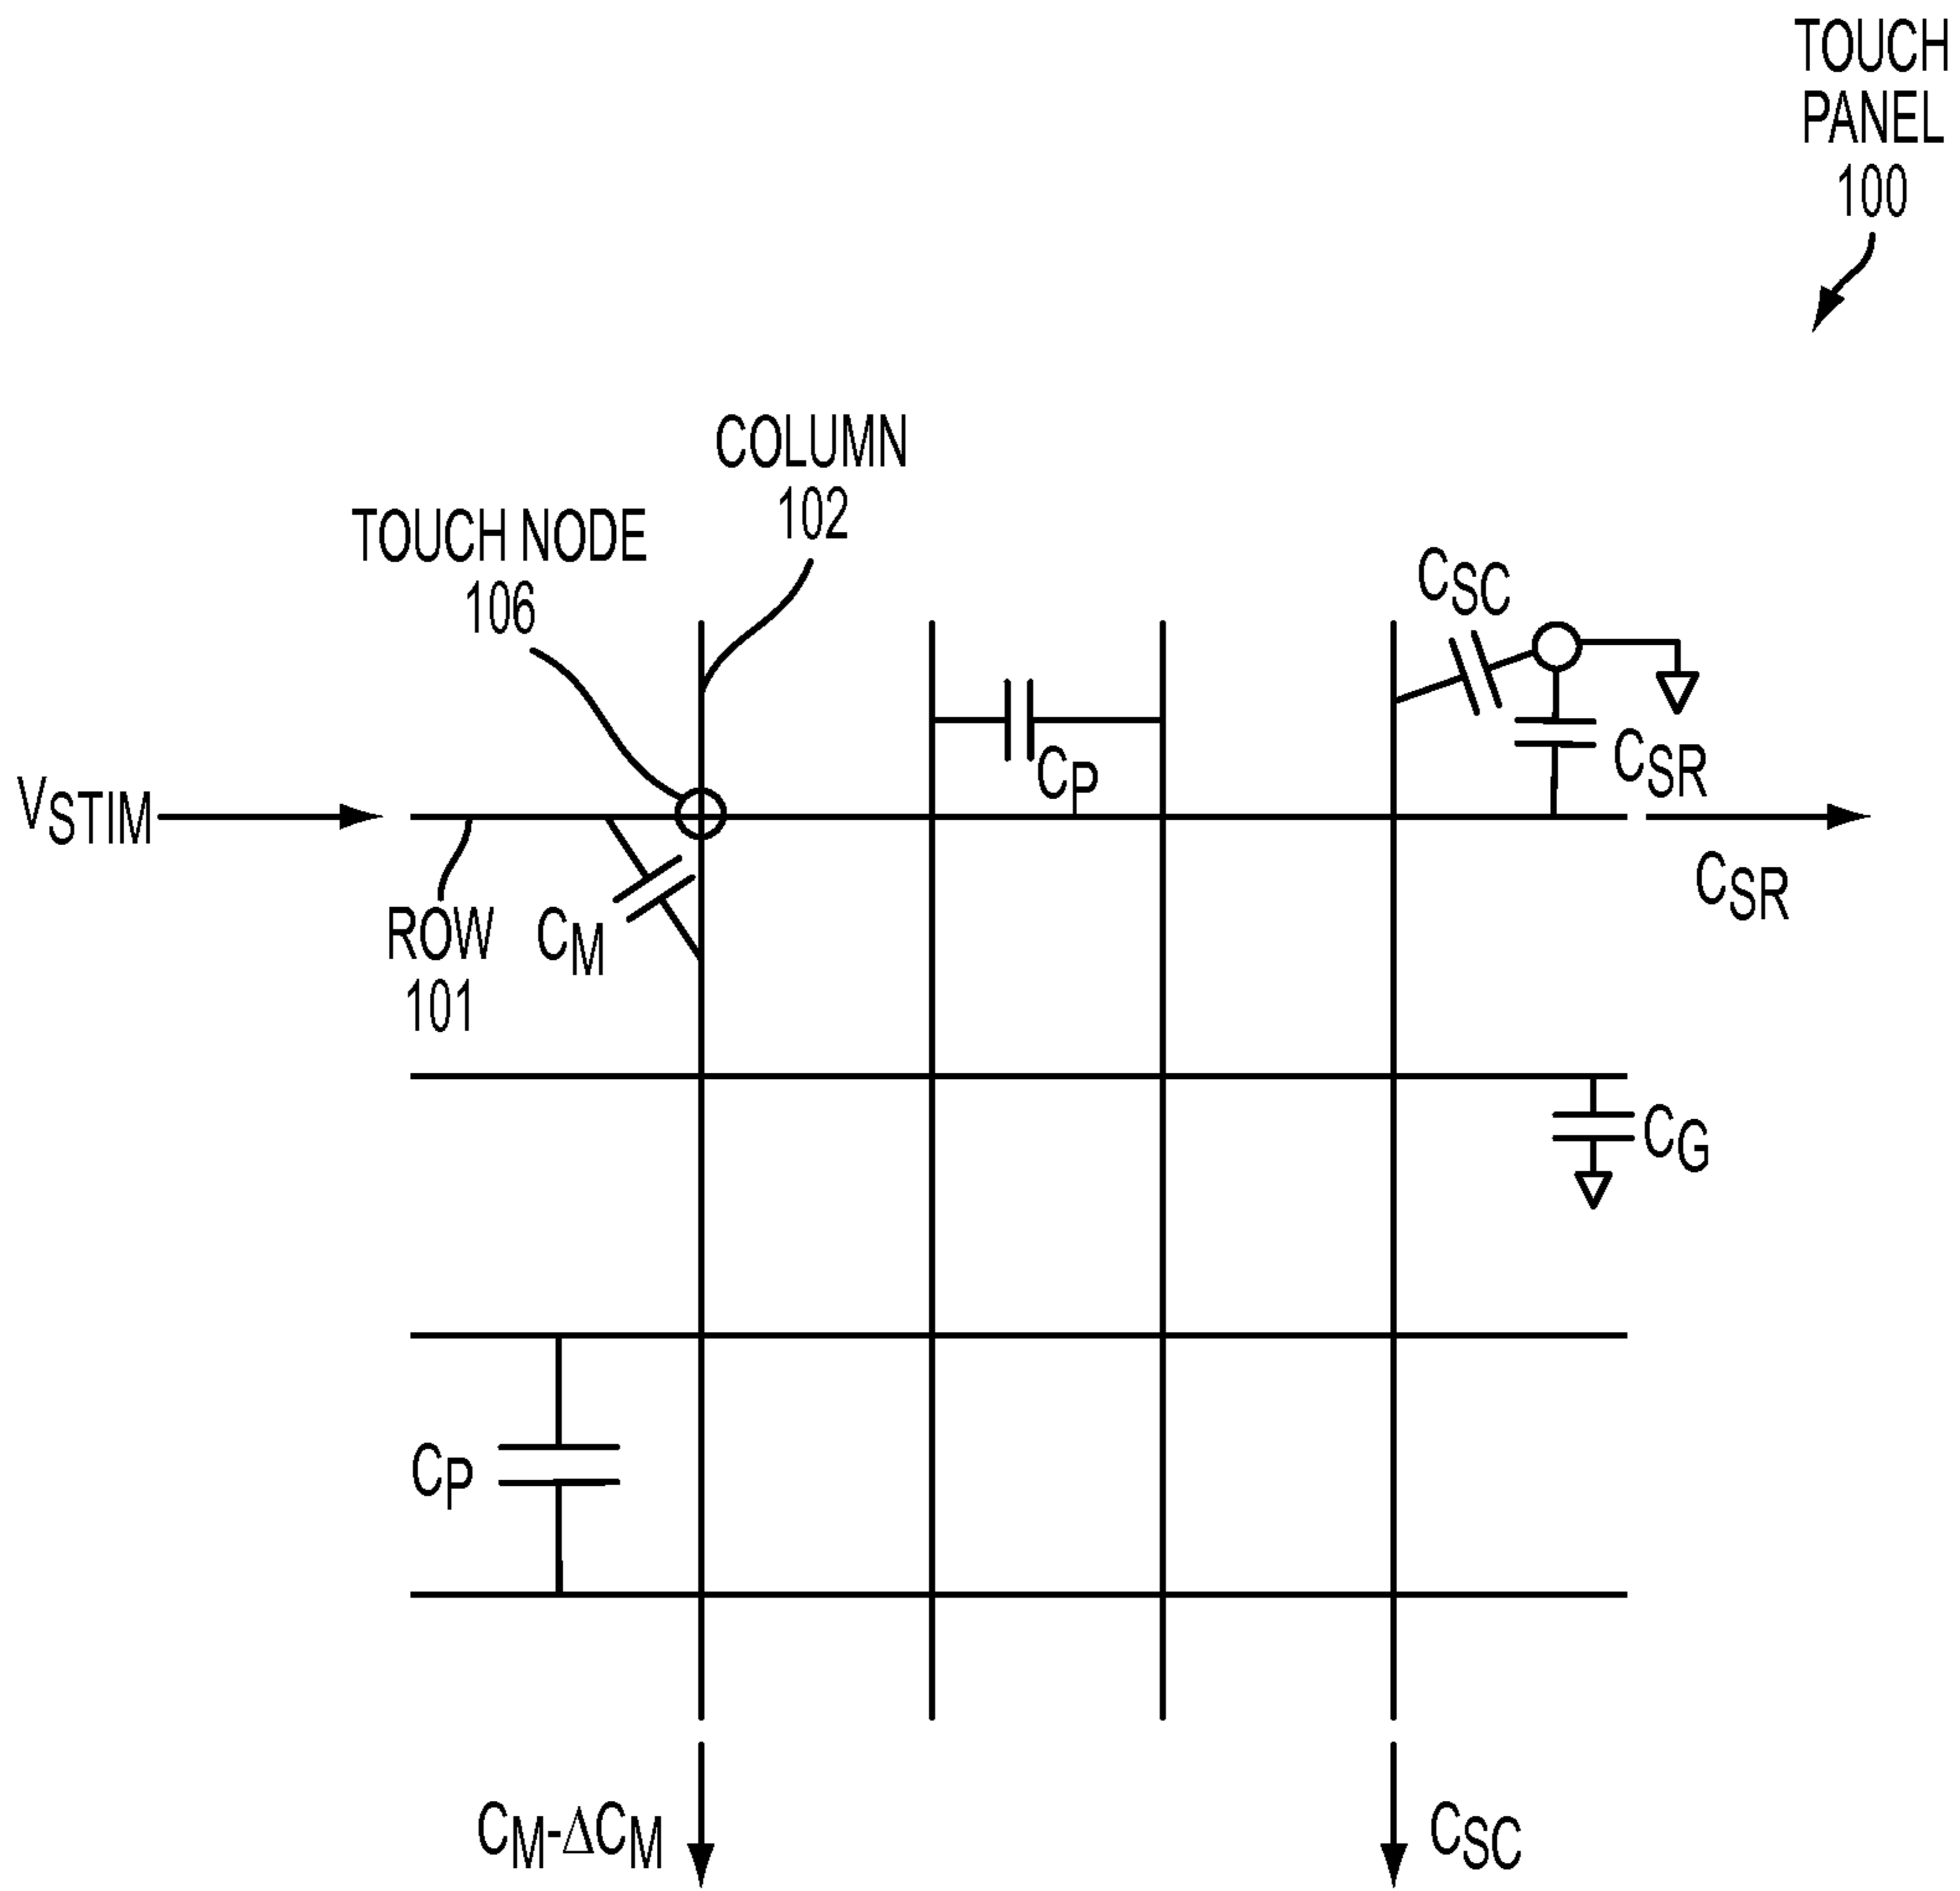 TOUCH
PANEL
100
COLUMN
102
TOUCH NODE
106
CSC
CP
CSR
VSTIM
CSR
ROW
101
CM
CG
CP
CM-ΔCM
CSC